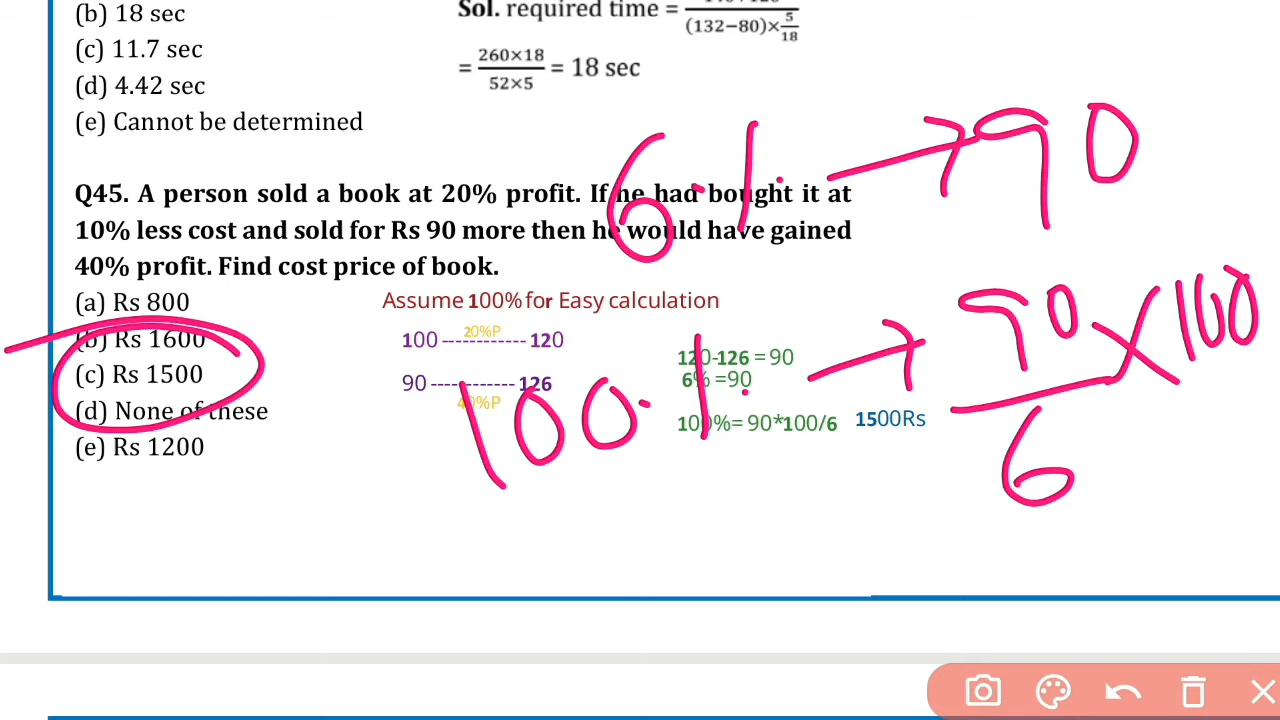 (b) 18 sec
(c) 11.7 sec
(d) 4.42 sec
(e) Cannot be determined
Sol. required time =
(132−80)×5/18
= 260×18/52×5 = 18 sec
6% → 90
Q45. A person sold a book at 20% profit. If he had bought it at
10% less cost and sold for Rs 90 more then he would have gained
40% profit. Find cost price of book.
(a) Rs 800
(b) Rs 1600
(c) Rs 1500
(d) None of these
(e) Rs 1200
Assume 100% for Easy calculation
20%P
100 ------------ 120
90 ------------ 126
40%P
120-126 = 90
6% =90
100%= 90*100/6 1500Rs
100% → 90/6 × 100